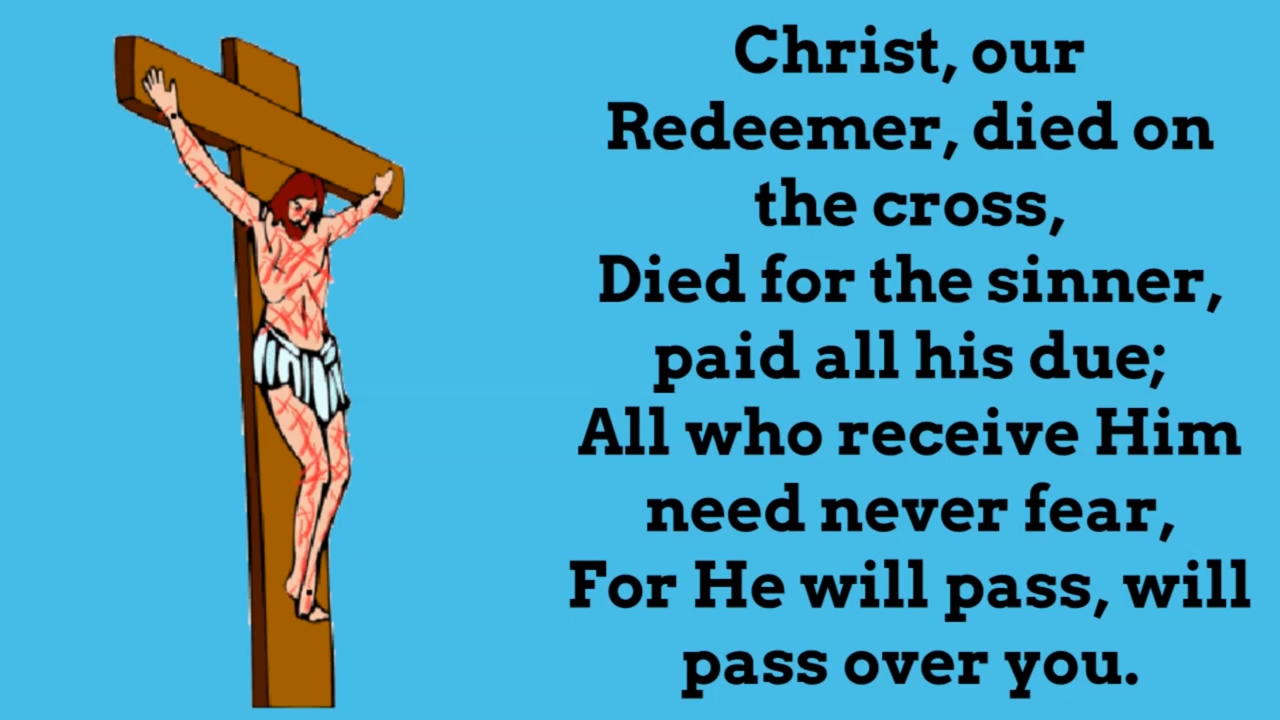 Christ, our
Redeemer, died on
the cross,
Died for the sinner,
paid all his due;
All who receive Him
need never fear,
For He will pass, will
pass over you.